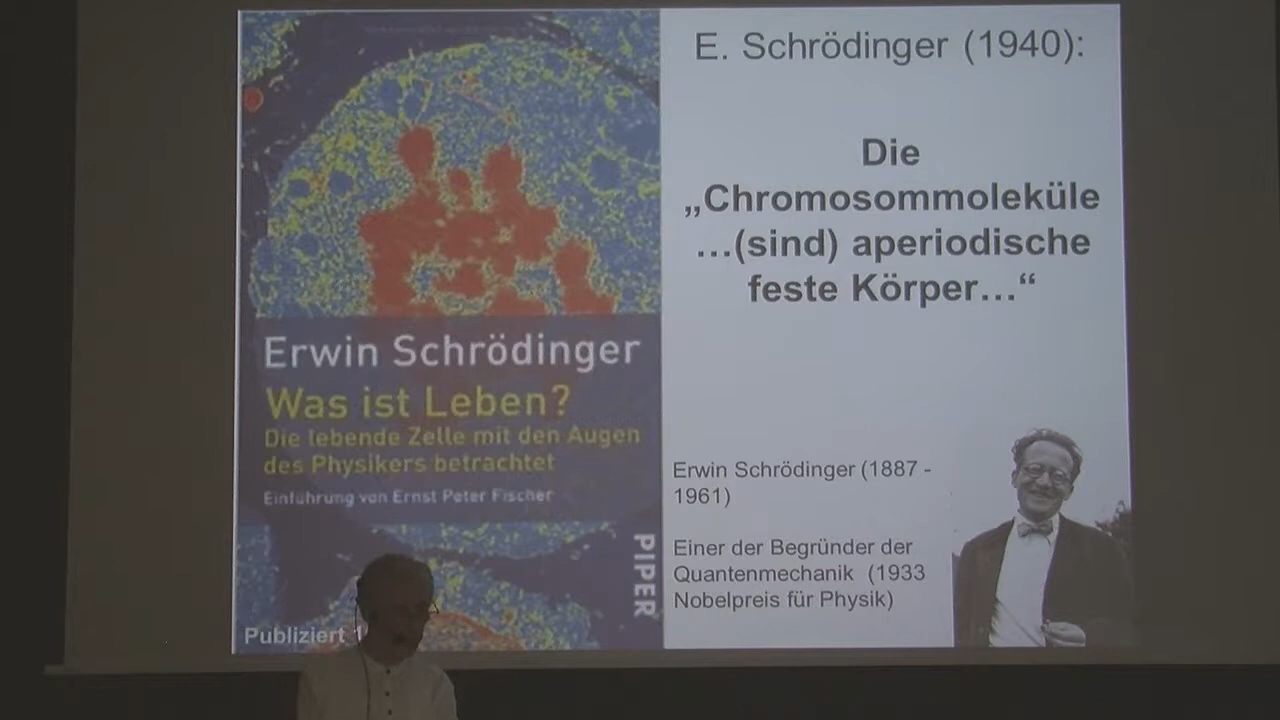 Erwin Schrödinger
Was ist Leben?
Die lebende Zelle mit den Augen
des Physikers betrachtet
Einführung von Ernst Peter Fischer
PIPER
Publiziert
E. Schrödinger (1940):
Die
„Chromosommoleküle
…(sind) aperiodische
feste Körper…“
Erwin Schrödinger (1887 -
1961)
Einer der Begründer der
Quantenmechanik (1933
Nobelpreis für Physik)